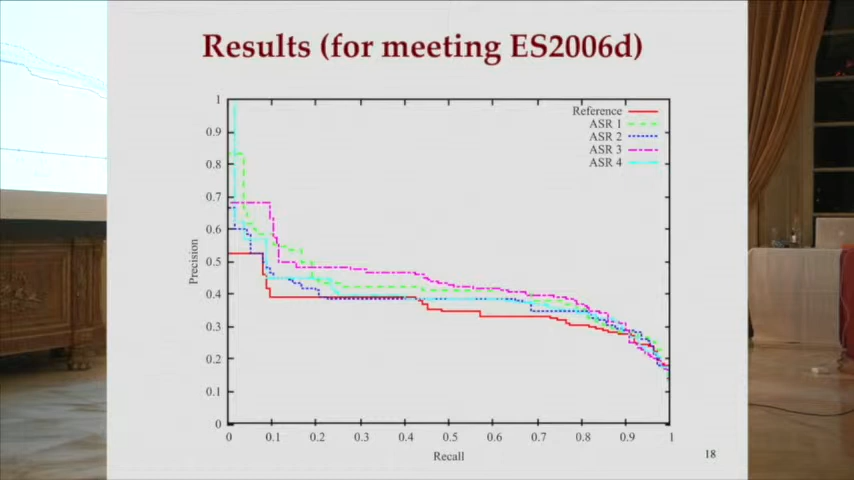 Results (for meeting ES2006d)
Reference
ASR 1
ASR 2
ASR 3
ASR 4
1
0.9
0.8
0.7
0.6
0.5
0.4
0.3
0.2
0.1
0
Precision
0 0.1 0.2 0.3 0.4 0.5 0.6 0.7 0.8 0.9 1
Recall
18